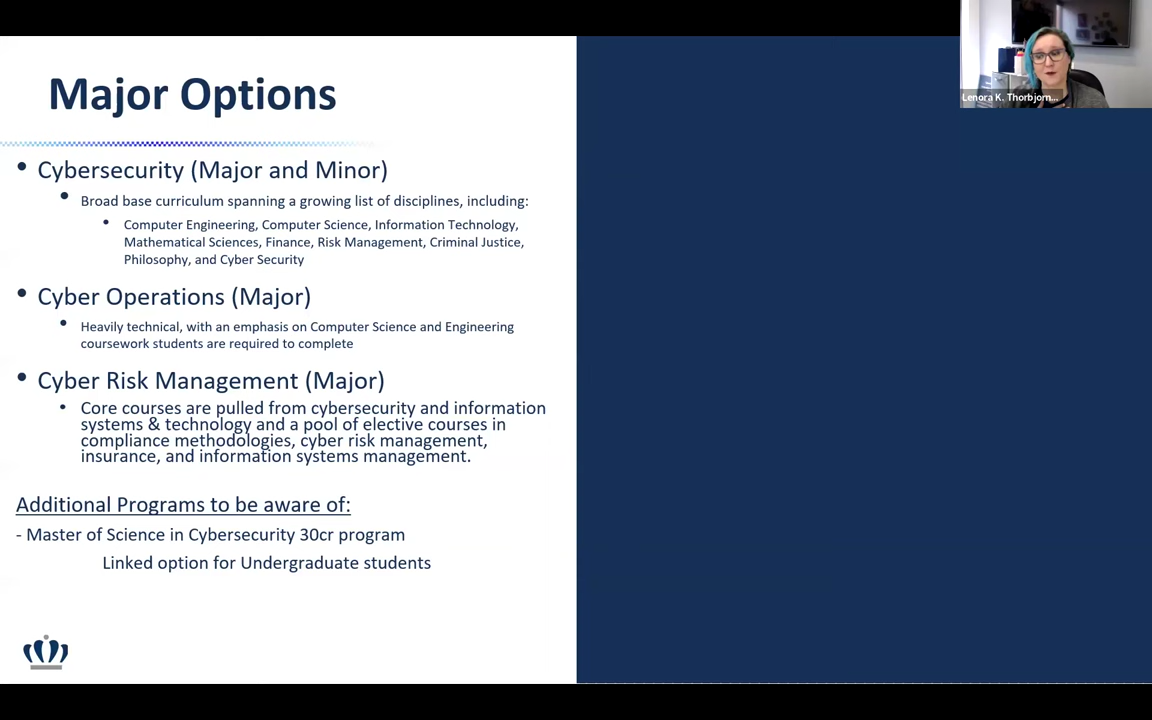 Major Options
Lenora K. Thorbjorn...
• Cybersecurity (Major and Minor)
• Broad base curriculum spanning a growing list of disciplines, including:
• Computer Engineering, Computer Science, Information Technology,
Mathematical Sciences, Finance, Risk Management, Criminal Justice,
Philosophy, and Cyber Security
• Cyber Operations (Major)
• Heavily technical, with an emphasis on Computer Science and Engineering
coursework students are required to complete
• Cyber Risk Management (Major)
• Core courses are pulled from cybersecurity and information
systems & technology and a pool of elective courses in
compliance methodologies, cyber risk management,
insurance, and information systems management.
Additional Programs to be aware of:
- Master of Science in Cybersecurity 30cr program
Linked option for Undergraduate students